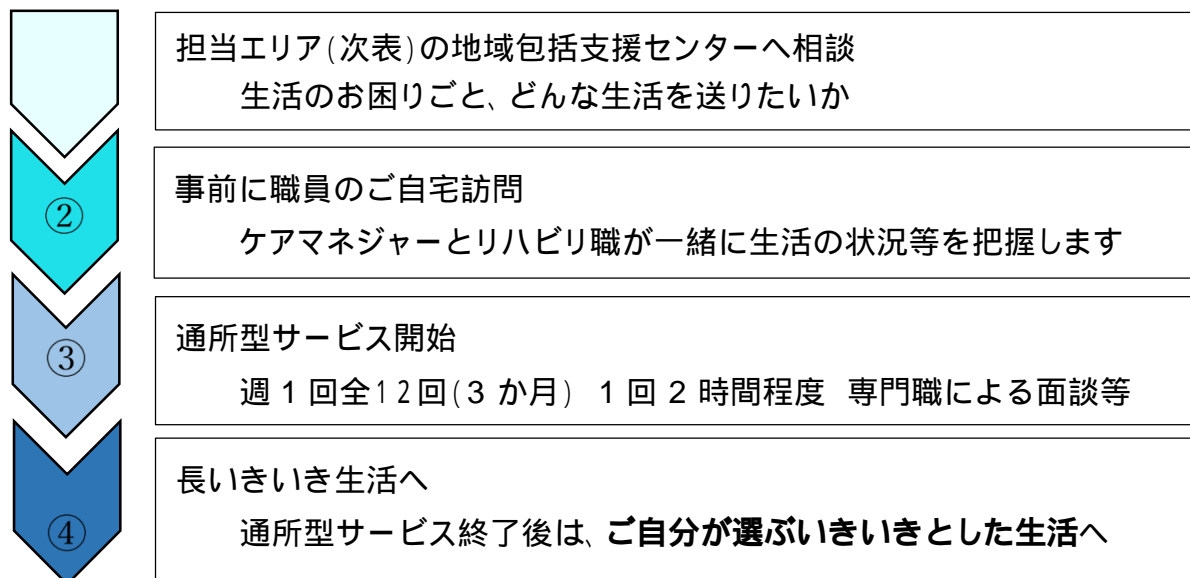 担当エリア(次表)の地域包括支援センターへ相談
生活のお困りごと、どんな生活を送りたいか
②
事前に職員のご自宅訪問
ケアマネジャーとリハビリ職が一緒に生活の状況等を把握します
③
通所型サービス開始
週1回全12回(3か月) 1回2時間程度 専門職による面談等
④
長いきいき生活へ
通所型サービス終了後は、ご自分が選ぶいきいきとした生活へ